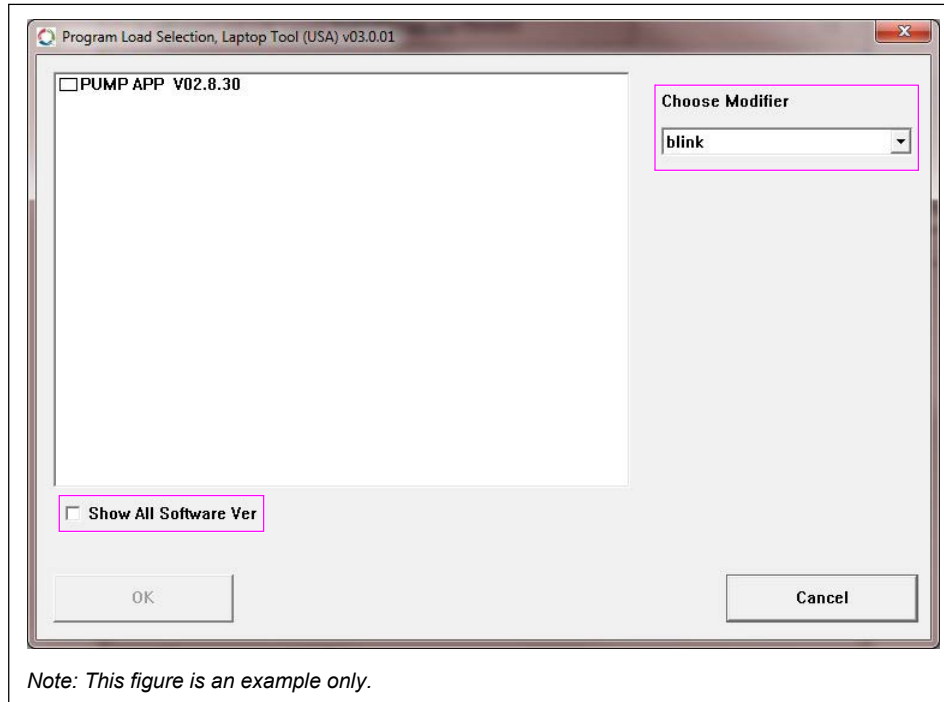 Program Load Selection, Laptop Tool (USA) v03.0.01
PUMP APP V02.8.30
Choose Modifier
blink
Show All Software Ver
OK
Cancel
Note: This figure is an example only.